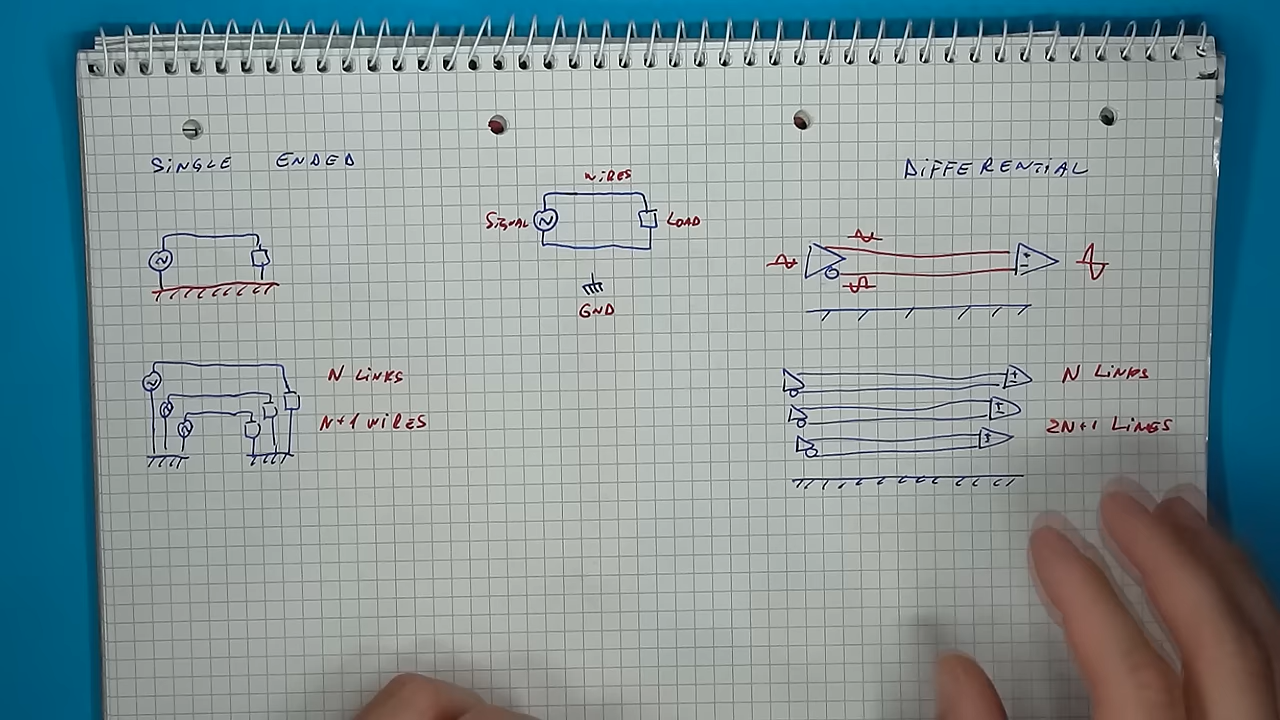 SINGLE ENDED
WIRES
SIGNAL
LOAD
GND
DIFFERENTIAL
N LINKS
N+1 WIRES
N LINKS
2N+1 LINES